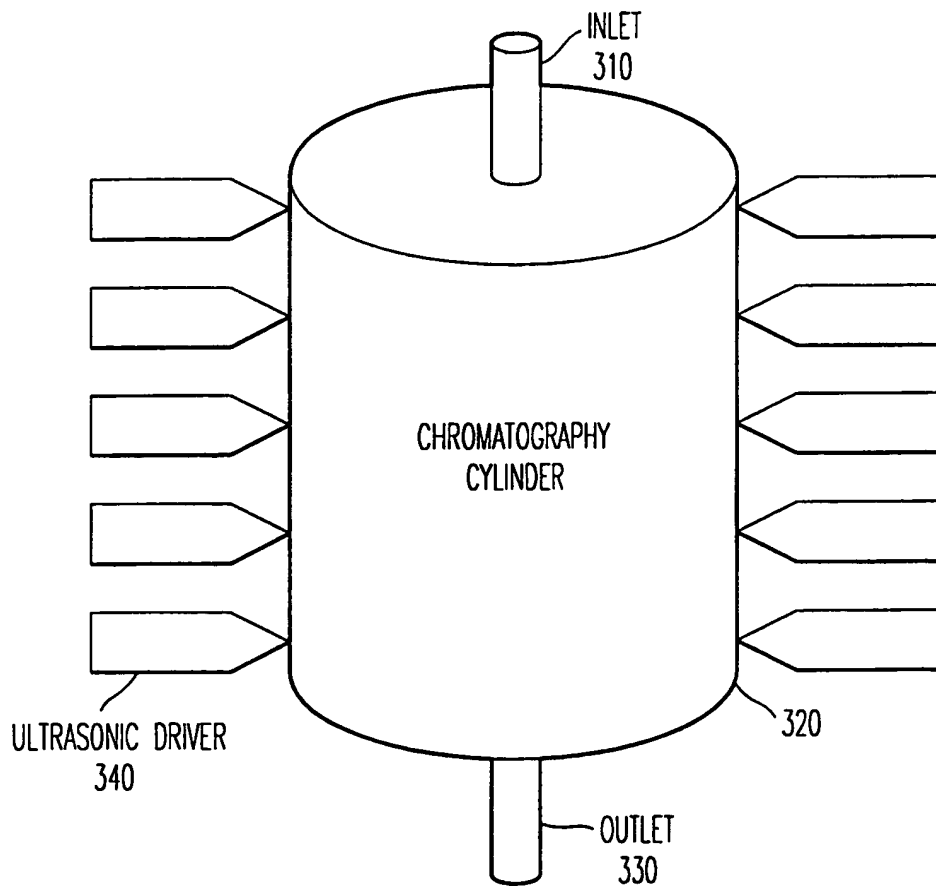 INLET
310
CHROMATOGRAPHY
CYLINDER
320
ULTRASONIC DRIVER
340
OUTLET
330